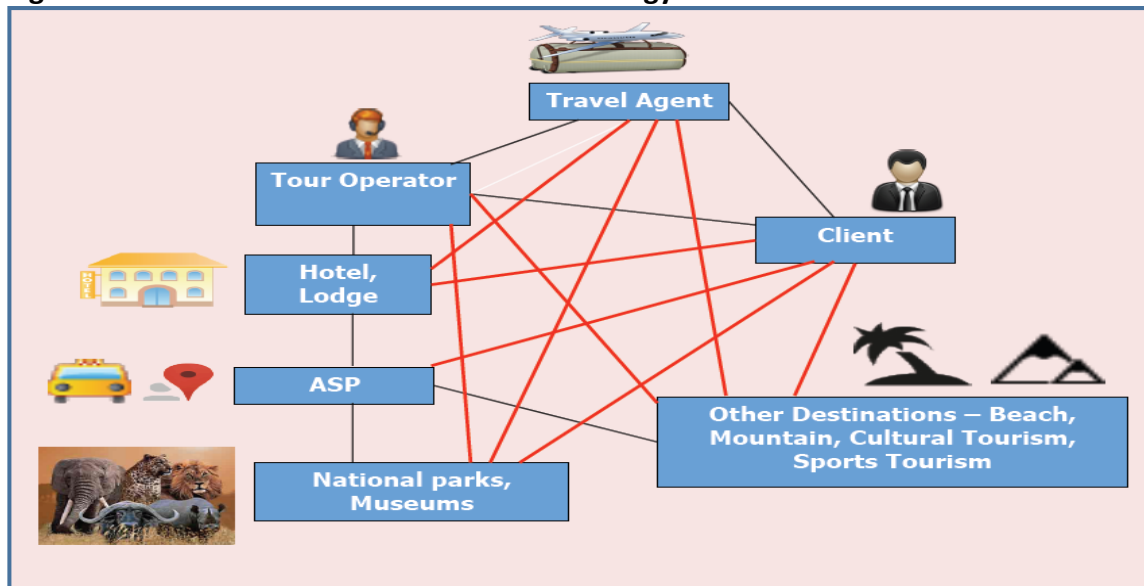 Travel Agent
Tour Operator
Client
Hotel,
Lodge
HOTEL
ASP
Other Destinations – Beach,
Mountain, Cultural Tourism,
Sports Tourism
National parks,
Museums